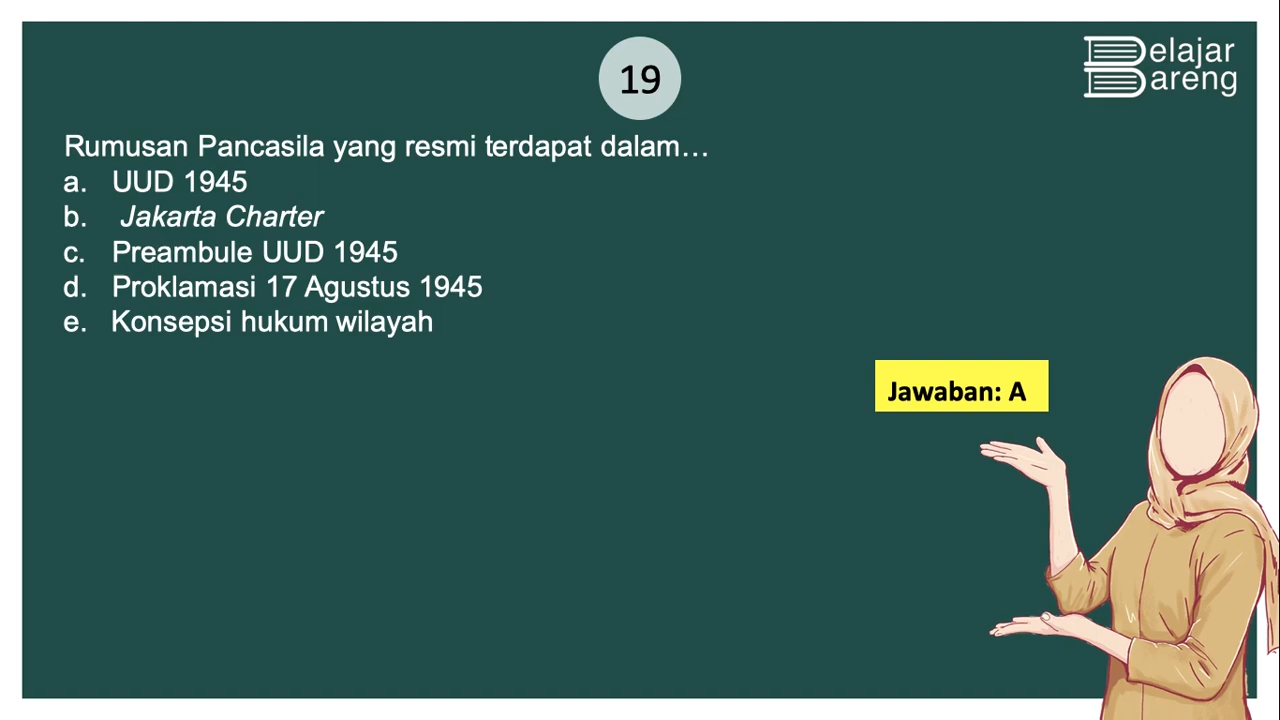 19
Belajar
Bareng
Rumusan Pancasila yang resmi terdapat dalam…
a. UUD 1945
b. Jakarta Charter
c. Preambule UUD 1945
d. Proklamasi 17 Agustus 1945
e. Konsepsi hukum wilayah
Jawaban: A